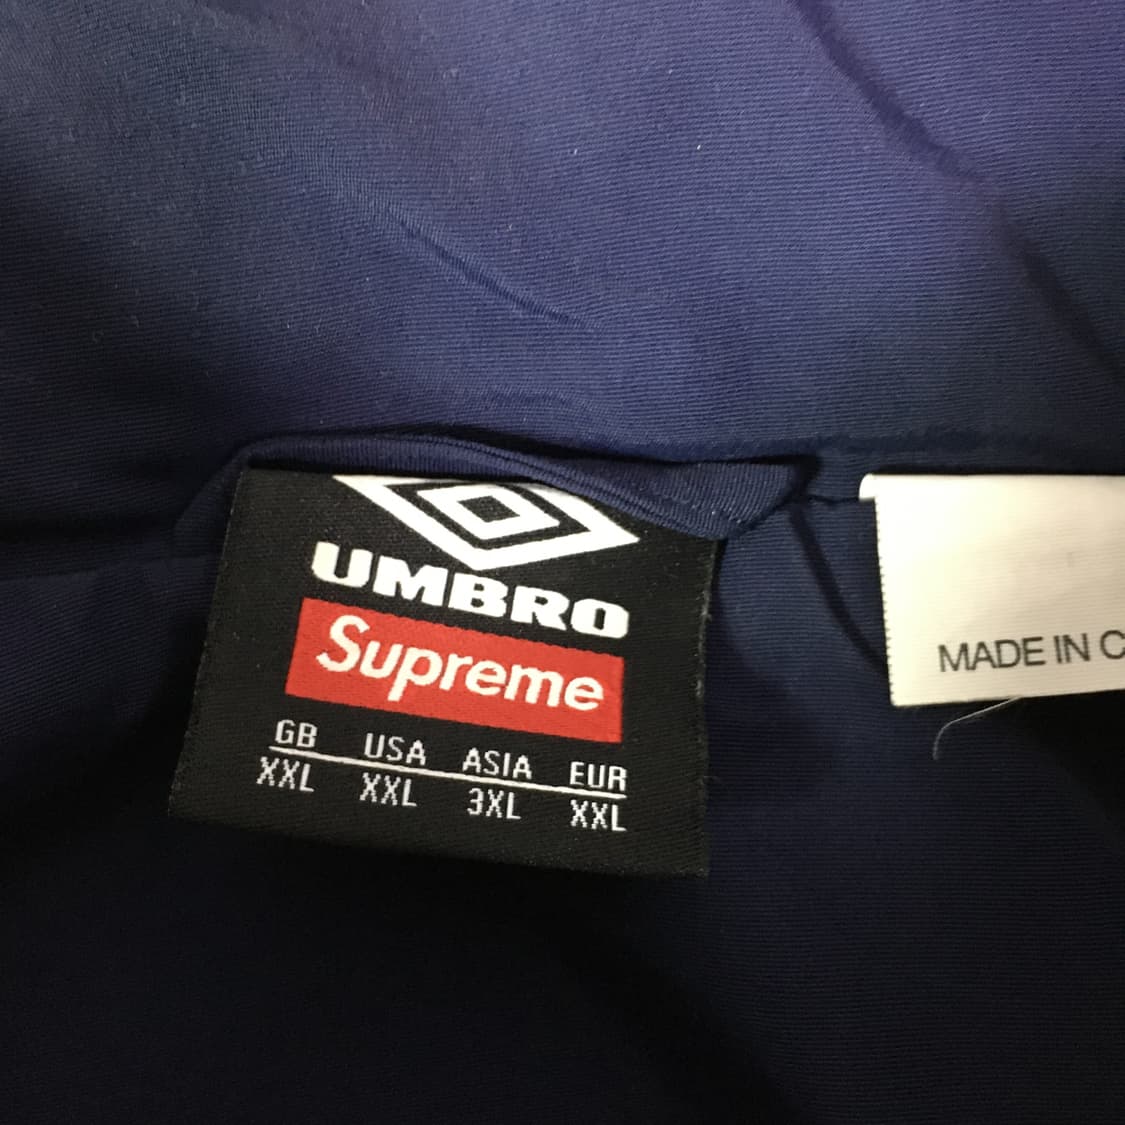 UMBRO
Supreme
GB USA ASIA EUR
XXL XXL 3XL XXL
MADE IN C